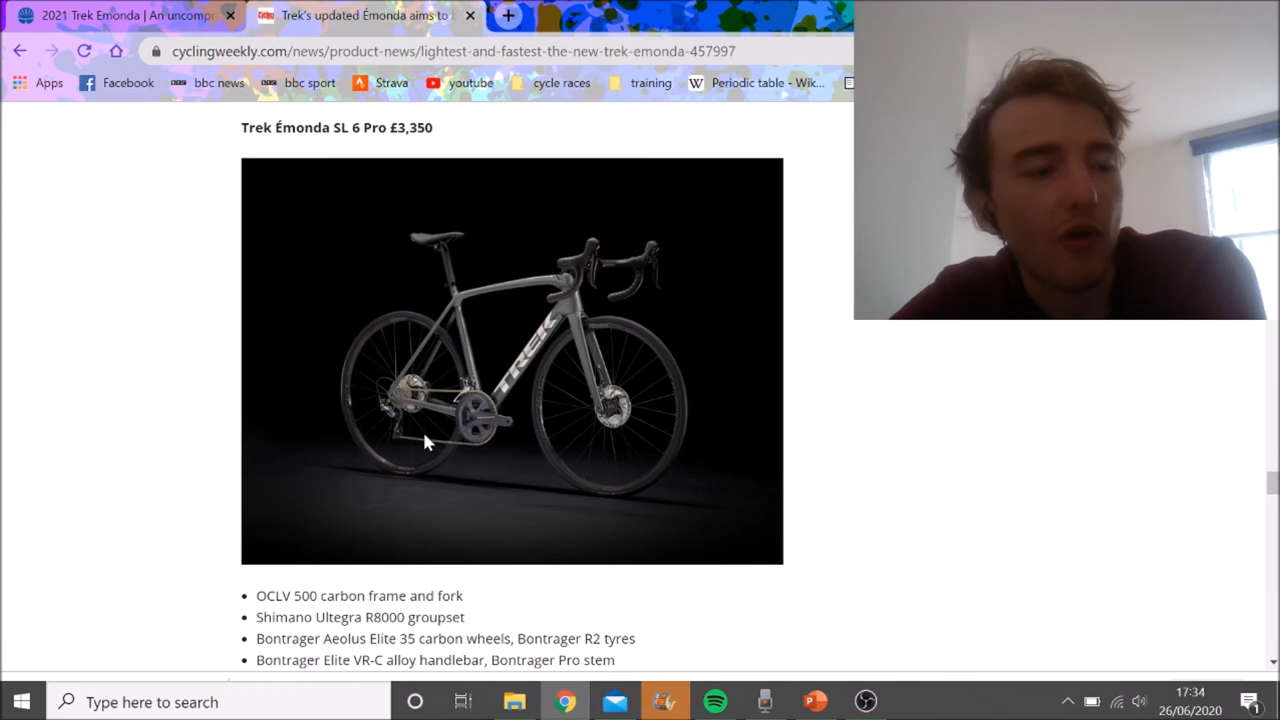 2021 Trek Emonda | An uncompr
Trek's updated Émonda aims to b
cyclingweekly.com/news/product-news/lightest-and-fastest-the-new-trek-emonda-457997
Apps Facebook bbc news bbc sport Strava youtube cycle races training Periodic table - Wik...
Trek Émonda SL 6 Pro £3,350
TREK
• OCLV 500 carbon frame and fork
• Shimano Ultegra R8000 groupset
• Bontrager Aeolus Elite 35 carbon wheels, Bontrager R2 tyres
• Bontrager Elite VR-C alloy handlebar, Bontrager Pro stem
Type here to search
17:34
26/06/2020
1